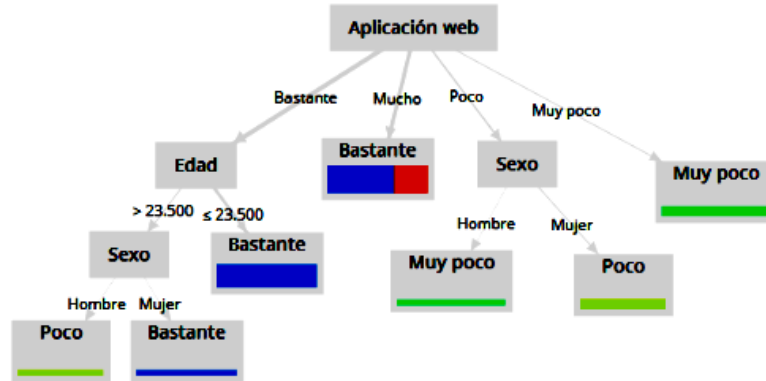 Aplicación web
Bastante
Mucho
Poco
Muy poco
Edad
Bastante
Sexo
Muy poco
> 23.500
≤ 23.500
Hombre
Mujer
Sexo
Bastante
Muy poco
Poco
Hombre
Mujer
Poco
Bastante